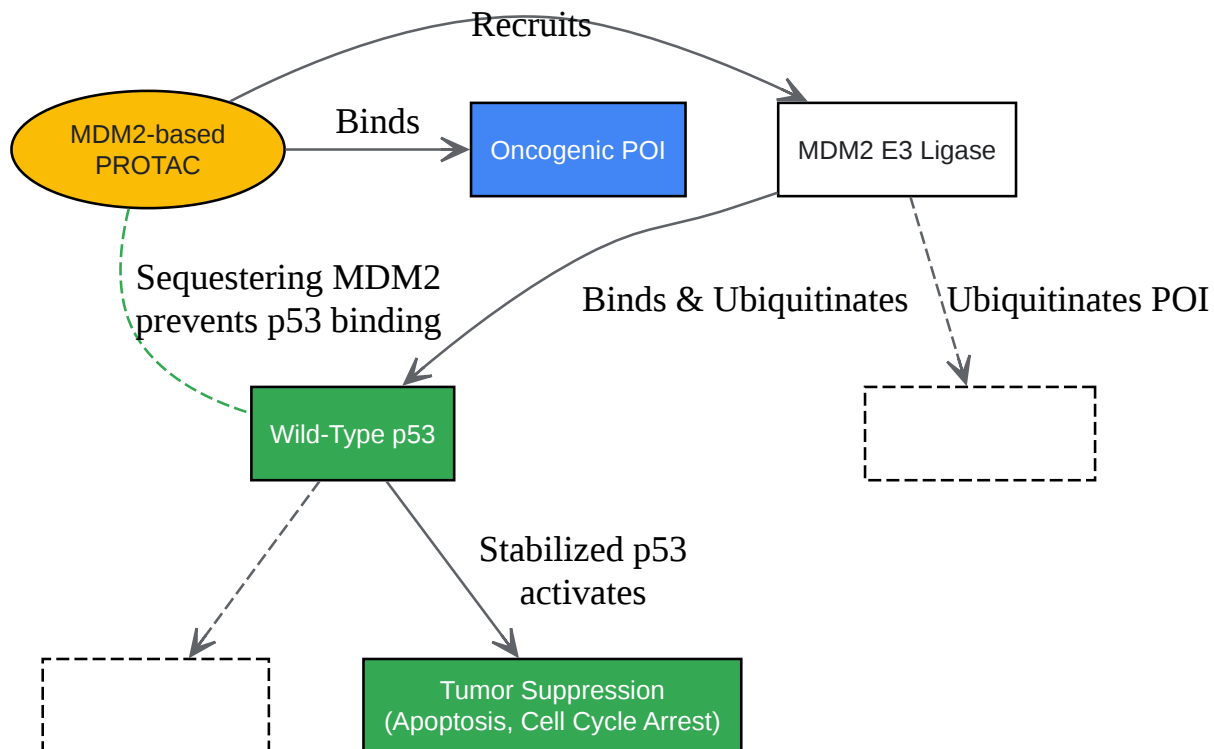 Recruits
MDM2-based
PROTAC
Binds
Oncogenic POI
MDM2 E3 Ligase
Sequestering MDM2
prevents p53 binding
Binds & Ubiquitinates
Ubiquitinates POI
Wild-Type p53
Stabilized p53
activates
Tumor Suppression
(Apoptosis, Cell Cycle Arrest)